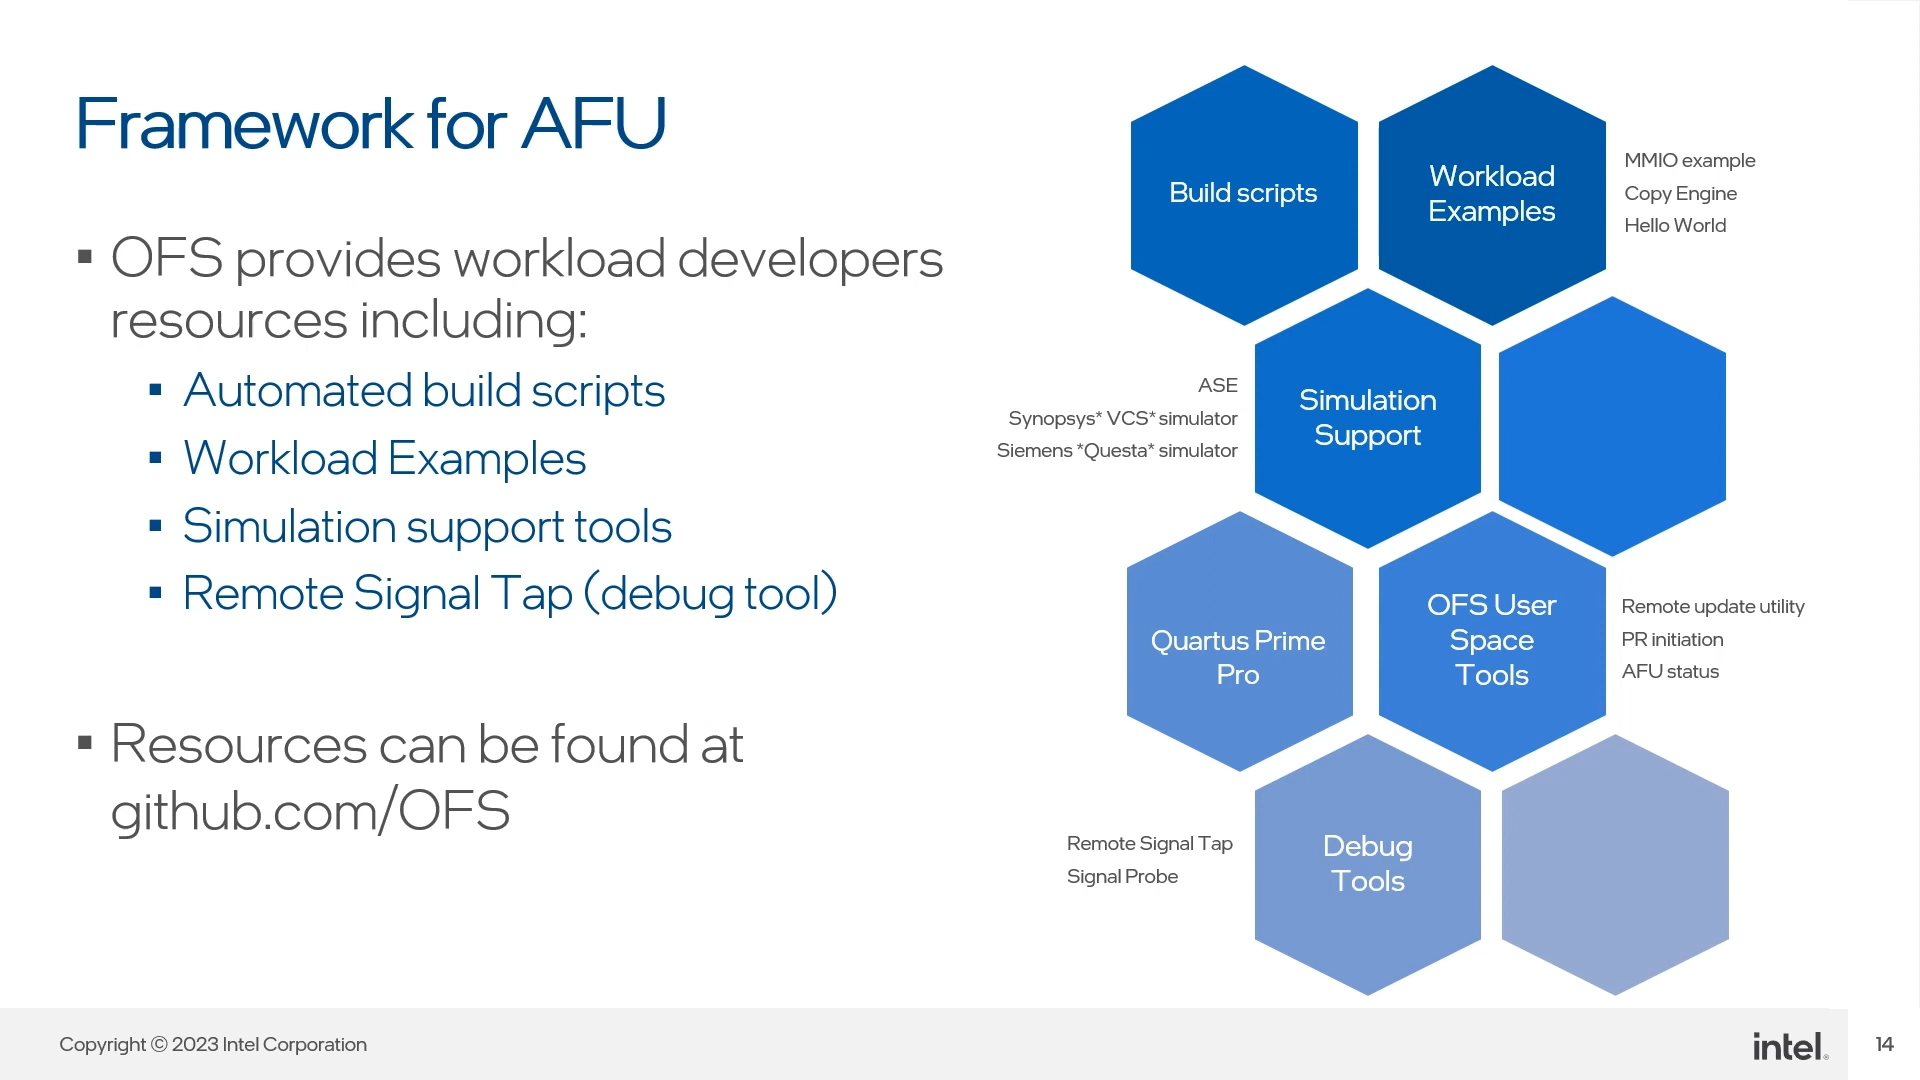 Framework for AFU
▪ OFS provides workload developers
resources including:
▪ Automated build scripts
▪ Workload Examples
▪ Simulation support tools
▪ Remote Signal Tap (debug tool)
▪ Resources can be found at
github.com/OFS
Build scripts
Workload
Examples
MMIO example
Copy Engine
Hello World
ASE
Synopsys* VCS* simulator
Siemens *Questa* simulator
Simulation
Support
Quartus Prime
Pro
OFS User
Space
Tools
Remote update utility
PR initiation
AFU status
Remote Signal Tap
Signal Probe
Debug
Tools
Copyright © 2023 Intel Corporation
intel®
14